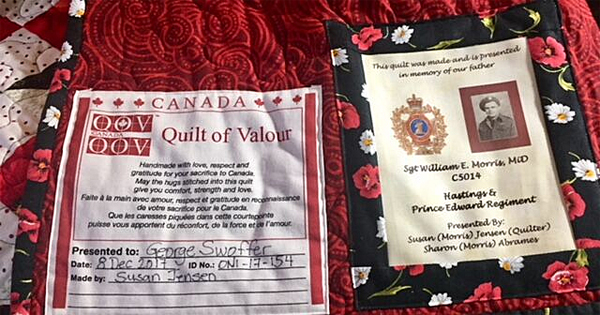 CANADA
QOV
CANADA
QOV
Quilt of Valour
Handmade with love, respect and
gratitude for your sacrifice to Canada.
May the hugs stitched into this quilt
give you comfort, strength and love.
Faite à la main avec amour, respect et gratitude en reconnaissance
de votre sacrifice pour le Canada.
Que les caresses piquées dans cette courtepointe
puisse vous apportent du réconfort, de la force et de l'amour.
Presented to: George Swoffer
Date: 8 Dec 2017 ID No.: ON1-17-154
Made by: Susan Jensen
This quilt was made and is presented
in memory of our father
Sgt William E. Morris, MiD
C5014
Hastings &
Prince Edward Regiment
Presented By:
Susan (Morris) Jensen (Quilter)
Sharon (Morris) Abrames